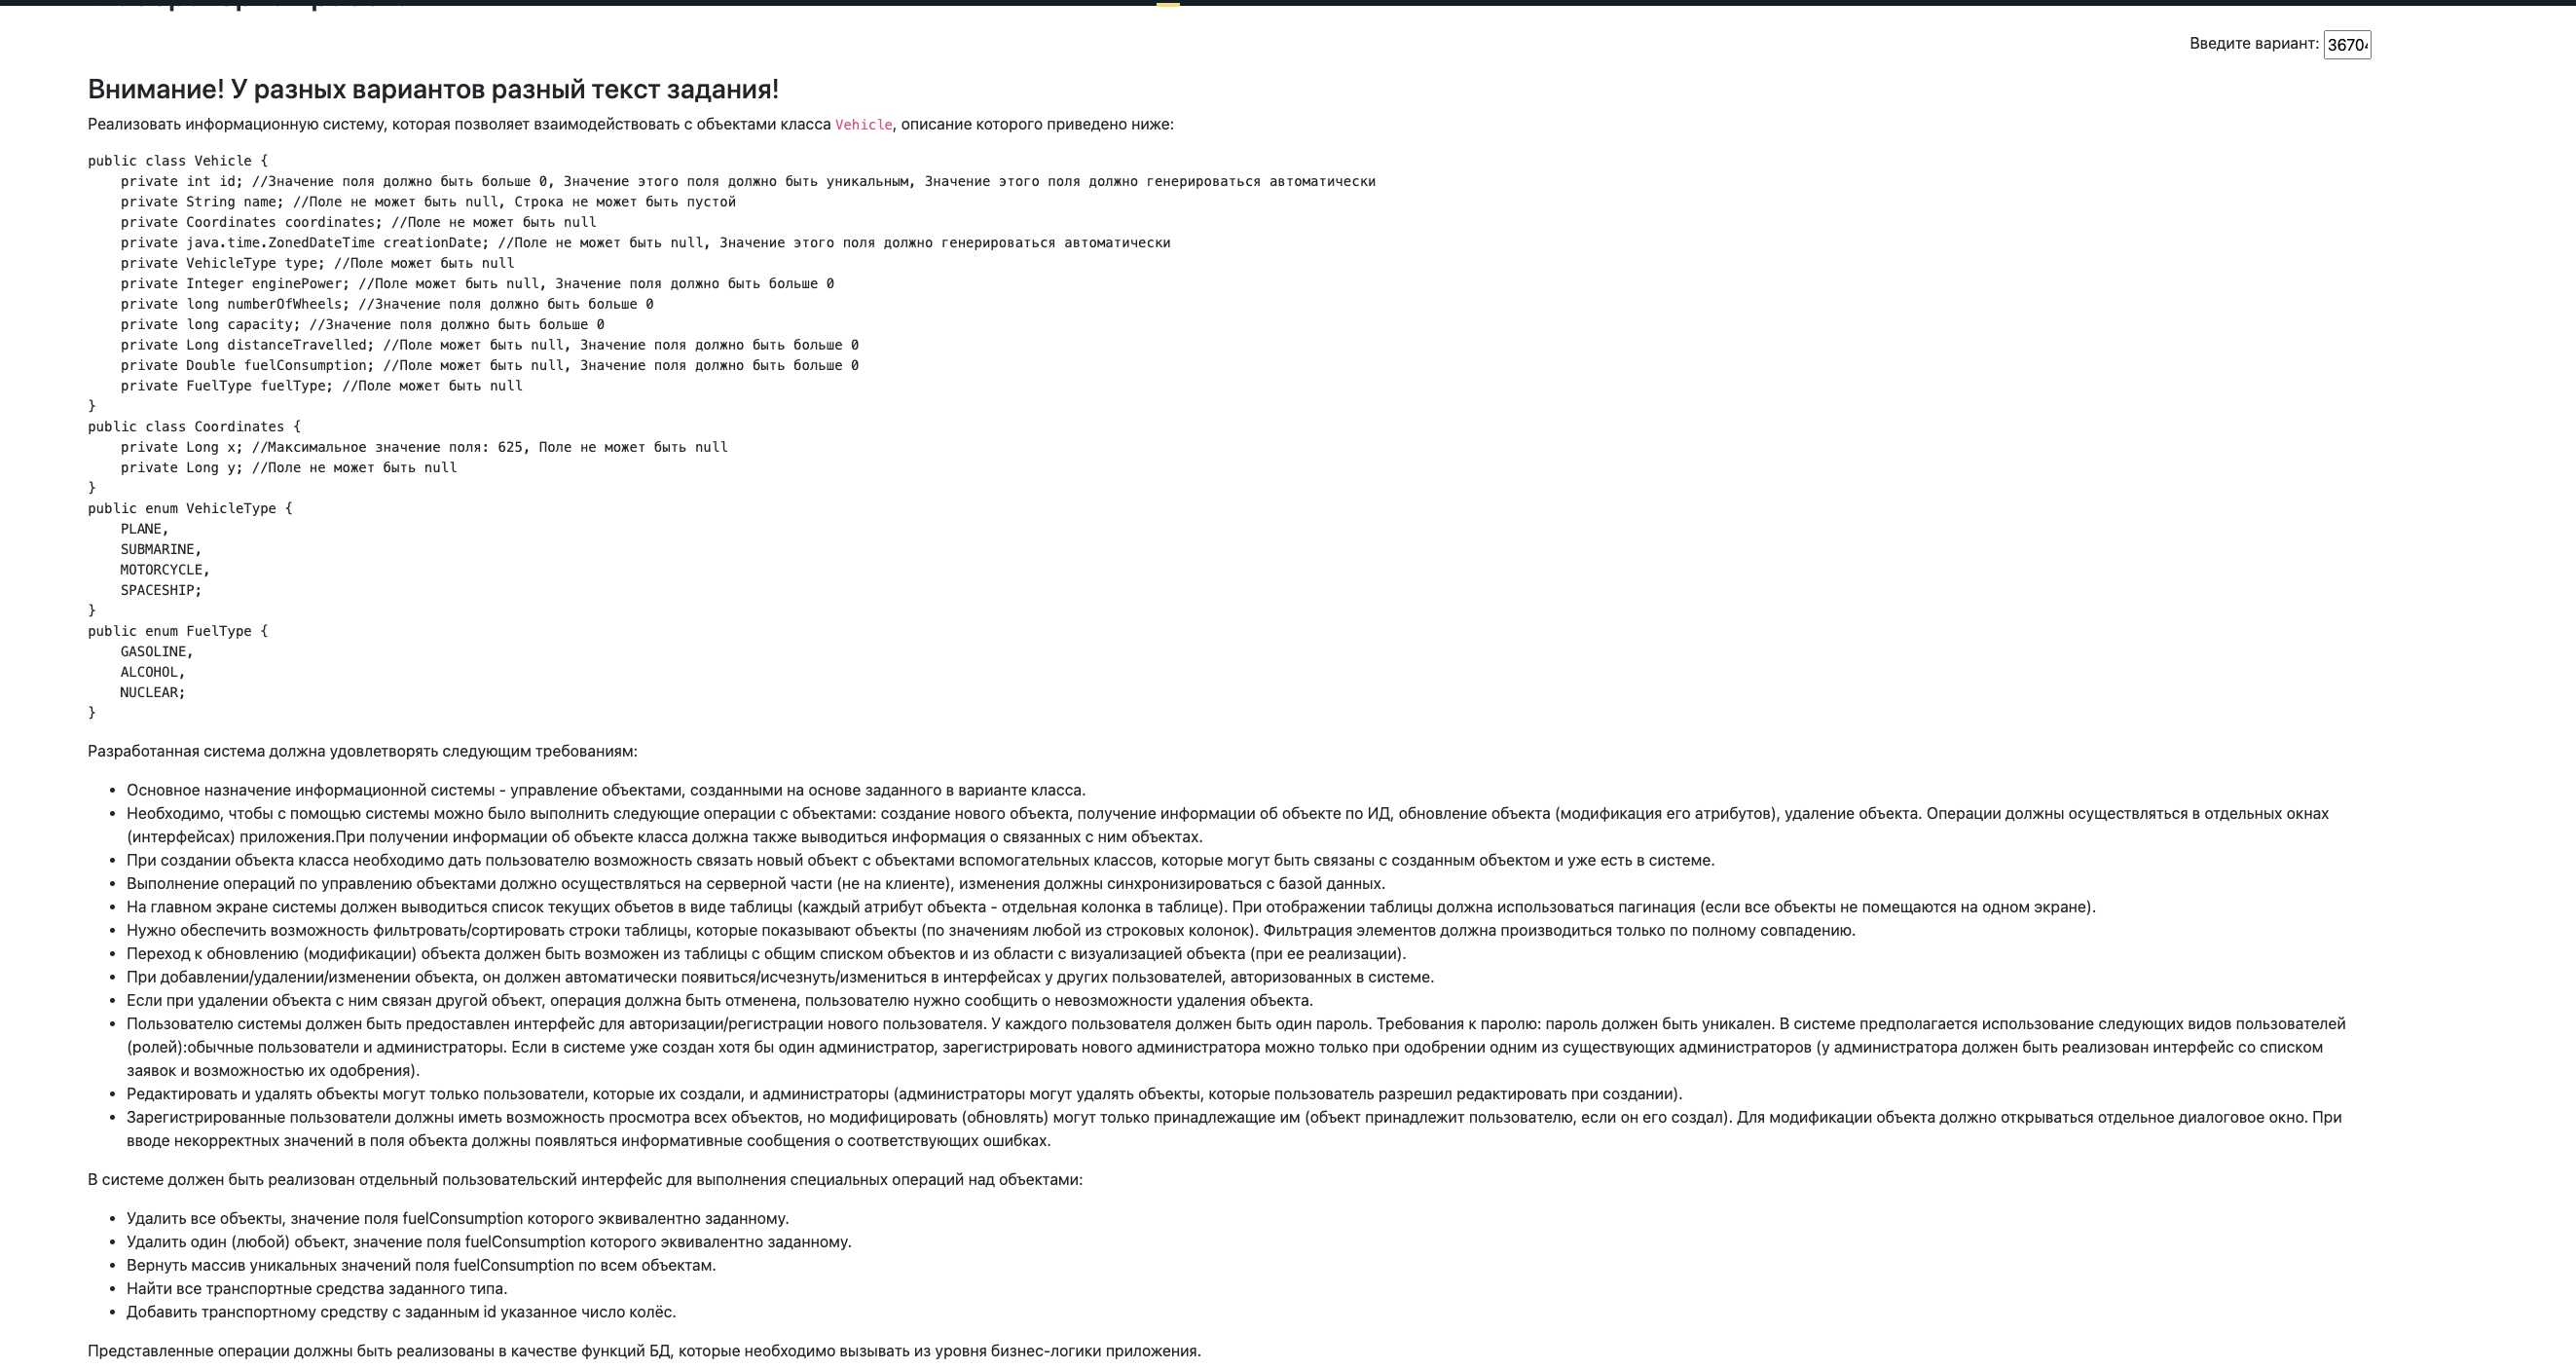 Введите вариант: 3670
Внимание! У разных вариантов разный текст задания!
Реализовать информационную систему, которая позволяет взаимодействовать с объектами класса Vehicle, описание которого приведено ниже:
public class Vehicle {
    private int id; //Значение поля должно быть больше 0, Значение этого поля должно быть уникальным, Значение этого поля должно генерироваться автоматически
    private String name; //Поле не может быть null, Строка не может быть пустой
    private Coordinates coordinates; //Поле не может быть null
    private java.time.ZonedDateTime creationDate; //Поле не может быть null, Значение этого поля должно генерироваться автоматически
    private VehicleType type; //Поле может быть null
    private Integer enginePower; //Поле может быть null, Значение поля должно быть больше 0
    private long numberOfWheels; //Значение поля должно быть больше 0
    private long capacity; //Значение поля должно быть больше 0
    private Long distanceTravelled; //Поле может быть null, Значение поля должно быть больше 0
    private Double fuelConsumption; //Поле может быть null, Значение поля должно быть больше 0
    private FuelType fuelType; //Поле может быть null
}
public class Coordinates {
    private Long x; //Максимальное значение поля: 625, Поле не может быть null
    private Long y; //Поле не может быть null
}
public enum VehicleType {
    PLANE,
    SUBMARINE,
    MOTORCYCLE,
    SPACESHIP;
}
public enum FuelType {
    GASOLINE,
    ALCOHOL,
    NUCLEAR;
}
Разработанная система должна удовлетворять следующим требованиям:
• Основное назначение информационной системы - управление объектами, созданными на основе заданного в варианте класса.
• Необходимо, чтобы с помощью системы можно было выполнить следующие операции с объектами: создание нового объекта, получение информации об объекте по ИД, обновление объекта (модификация его атрибутов), удаление объекта. Операции должны осуществляться в отдельных окнах
(интерфейсах) приложения.При получении информации об объекте класса должна также выводиться информация о связанных с ним объектах.
• При создании объекта класса необходимо дать пользователю возможность связать новый объект с объектами вспомогательных классов, которые могут быть связаны с созданным объектом и уже есть в системе.
• Выполнение операций по управлению объектами должно осуществляться на серверной части (не на клиенте), изменения должны синхронизироваться с базой данных.
• На главном экране системы должен выводиться список текущих объетов в виде таблицы (каждый атрибут объекта - отдельная колонка в таблице). При отображении таблицы должна использоваться пагинация (если все объекты не помещаются на одном экране).
• Нужно обеспечить возможность фильтровать/сортировать строки таблицы, которые показывают объекты (по значениям любой из строковых колонок). Фильтрация элементов должна производиться только по полному совпадению.
• Переход к обновлению (модификации) объекта должен быть возможен из таблицы с общим списком объектов и из области с визуализацией объекта (при ее реализации).
• При добавлении/удалении/изменении объекта, он должен автоматически появиться/исчезнуть/измениться в интерфейсах у других пользователей, авторизованных в системе.
• Если при удалении объекта с ним связан другой объект, операция должна быть отменена, пользователю нужно сообщить о невозможности удаления объекта.
• Пользователю системы должен быть предоставлен интерфейс для авторизации/регистрации нового пользователя. У каждого пользователя должен быть один пароль. Требования к паролю: пароль должен быть уникален. В системе предполагается использование следующих видов пользователей
(ролей):обычные пользователи и администраторы. Если в системе уже создан хотя бы один администратор, зарегистрировать нового администратора можно только при одобрении одним из существующих администраторов (у администратора должен быть реализован интерфейс со списком
заявок и возможностью их одобрения).
• Редактировать и удалять объекты могут только пользователи, которые их создали, и администраторы (администраторы могут удалять объекты, которые пользователь разрешил редактировать при создании).
• Зарегистрированные пользователи должны иметь возможность просмотра всех объектов, но модифицировать (обновлять) могут только принадлежащие им (объект принадлежит пользователю, если он его создал). Для модификации объекта должно открываться отдельное диалоговое окно. При
вводе некорректных значений в поля объекта должны появляться информативные сообщения о соответствующих ошибках.
В системе должен быть реализован отдельный пользовательский интерфейс для выполнения специальных операций над объектами:
• Удалить все объекты, значение поля fuelConsumption которого эквивалентно заданному.
• Удалить один (любой) объект, значение поля fuelConsumption которого эквивалентно заданному.
• Вернуть массив уникальных значений поля fuelConsumption по всем объектам.
• Найти все транспортные средства заданного типа.
• Добавить транспортному средству с заданным id указанное число колёс.
Представленные операции должны быть реализованы в качестве функций БД, которые необходимо вызывать из уровня бизнес-логики приложения.